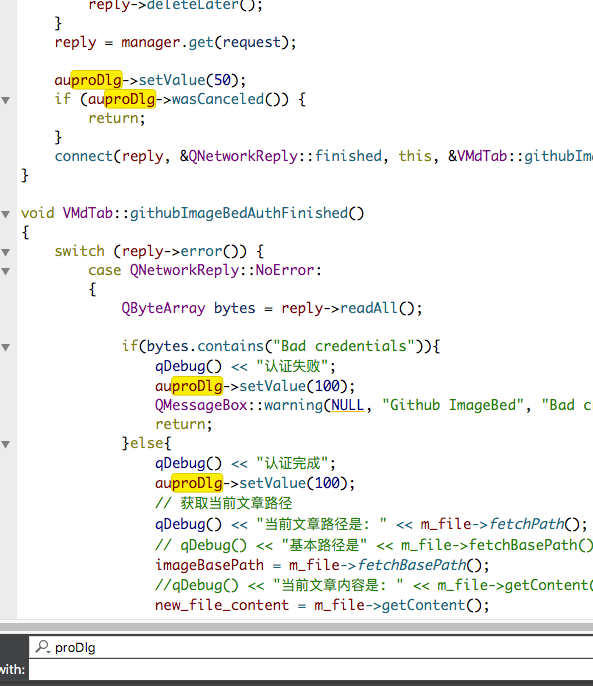 reply->deleteLater();
}
reply = manager.get(request);
auproDlg->setValue(50);
if (auproDlg->wasCanceled()) {
return;
}
connect(reply, &QNetworkReply::finished, this, &VMdTab::githubIm
}
void VMdTab::githubImageBedAuthFinished()
{
switch (reply->error()) {
case QNetworkReply::NoError:
{
QByteArray bytes = reply->readAll();
if(bytes.contains("Bad credentials")){
qDebug() << "认证失败";
auproDlg->setValue(100);
QMessageBox::warning(NULL, "Github ImageBed", "Bad c
return;
}else{
qDebug() << "认证完成";
auproDlg->setValue(100);
// 获取当前文章路径
qDebug() << "当前文章路径是: " << m_file->fetchPath();
// qDebug() << "基本路径是" << m_file->fetchBasePath()
imageBasePath = m_file->fetchBasePath();
//qDebug() << "当前文章内容是: " << m_file->getContent(
new_file_content = m_file->getContent();
proDlg
with: